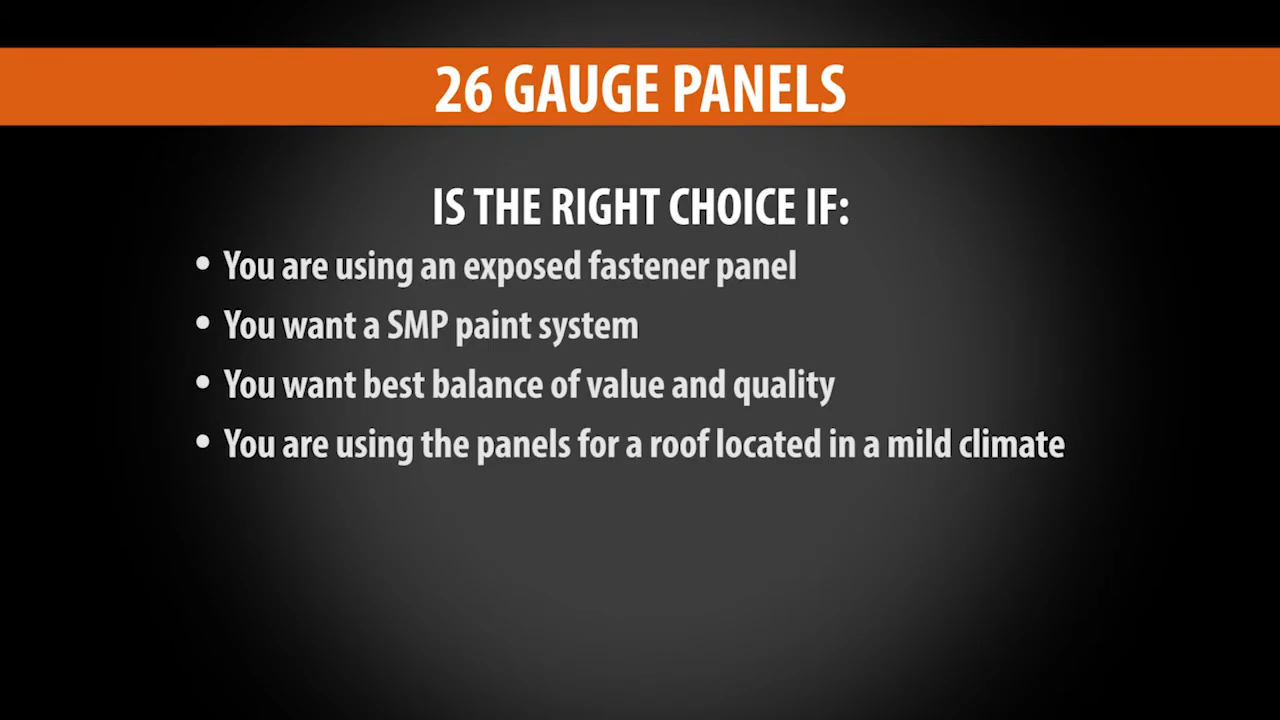 26 GAUGE PANELS
IS THE RIGHT CHOICE IF:
• You are using an exposed fastener panel
• You want a SMP paint system
• You want best balance of value and quality
• You are using the panels for a roof located in a mild climate